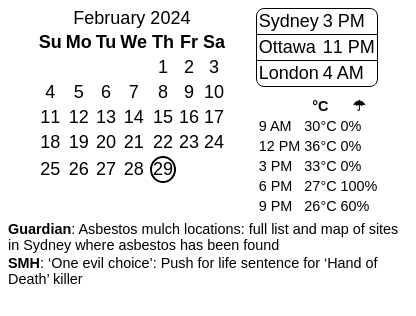 February 2024
Su Mo Tu We Th Fr Sa
1 2 3
4 5 6 7 8 9 10
11 12 13 14 15 16 17
18 19 20 21 22 23 24
25 26 27 28 29
Sydney 3 PM
Ottawa 11 PM
London 4 AM
°C ☂
9 AM 30°C 0%
12 PM 36°C 0%
3 PM 33°C 0%
6 PM 27°C 100%
9 PM 26°C 60%
Guardian: Asbestos mulch locations: full list and map of sites
in Sydney where asbestos has been found
SMH: ‘One evil choice’: Push for life sentence for ‘Hand of
Death’ killer